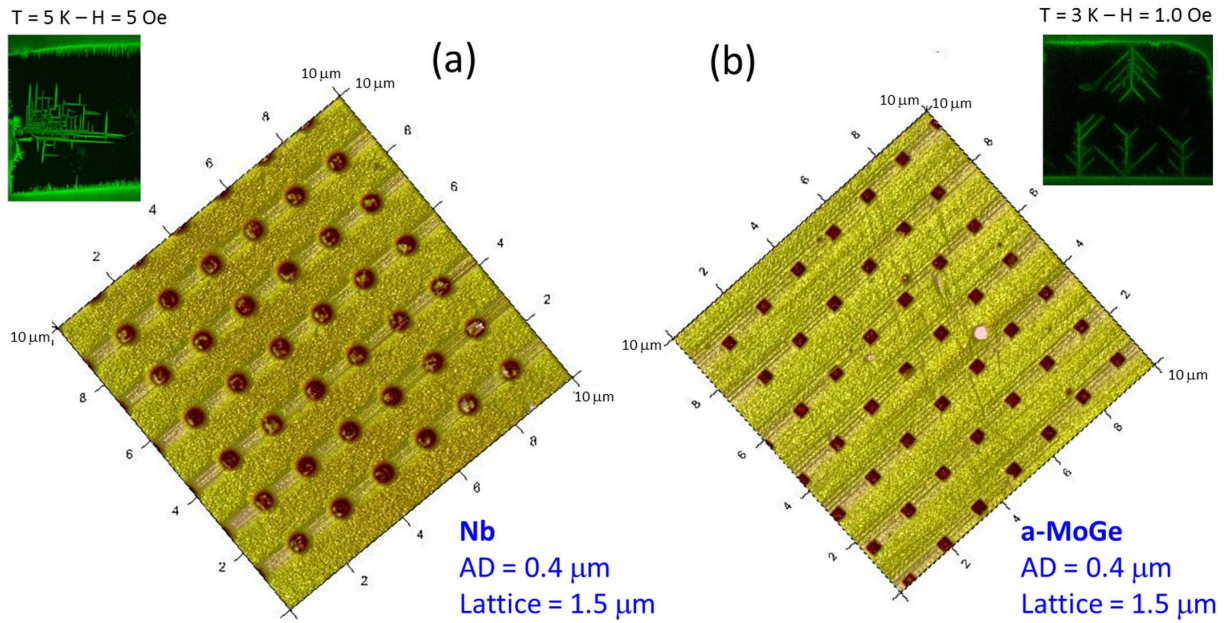 T = 5 K – H = 5 Oe
(a)
10 μm
10 μm
8
6
4
2
10 μm
8
6
4
2
8
6
4
2
10 μm
8
6
4
2
Nb
AD = 0.4 μm
Lattice = 1.5 μm
T = 3 K – H = 1.0 Oe
(b)
10 μm
10 μm
8
6
4
2
10 μm
8
6
4
2
8
6
4
2
10 μm
8
6
4
2
a-MoGe
AD = 0.4 μm
Lattice = 1.5 μm